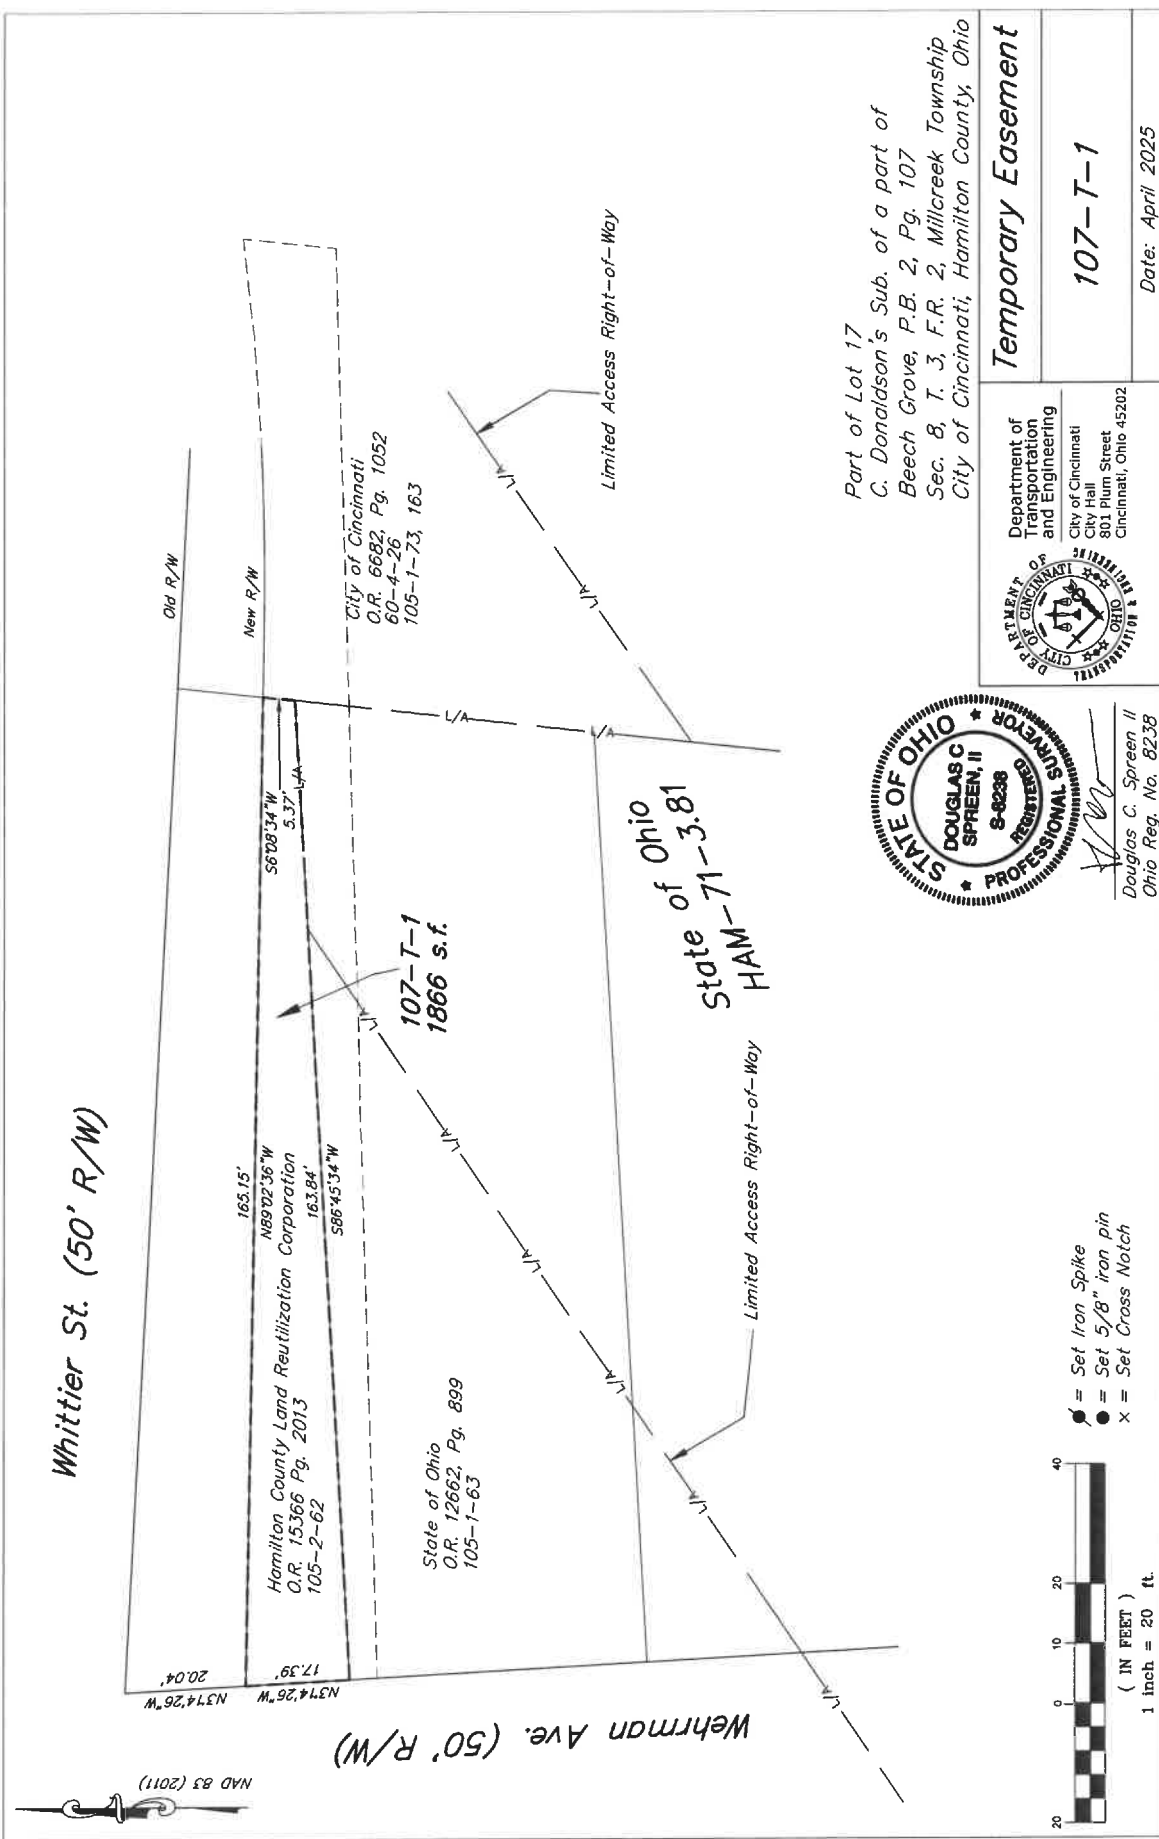 Whittier St. (50' R/W)
Old R/W
New R/W
165.15'
N89°02'36"W
S6°08'34"W
5.37'
L/A
163.84'
S86°45'34"W
20.04'
N3°14'26"W
17.39'
N3°14'26"W
Hamilton County Land Reutilization Corporation
O.R. 15366 Pg. 2013
105-2-62
107-T-1
1866 s.f.
City of Cincinnati
O.R. 6682, Pg. 1052
60-4-26
105-1-73, 163
State of Ohio
O.R. 12662, Pg. 899
105-1-63
L/A
L/A
L/A
L/A
L/A
L/A
L/A
L/A
L/A
L/A
Limited Access Right-of-Way
Limited Access Right-of-Way
State of Ohio
HAM-71-3.81
Wehrman Ave. (50' R/W)
NAD 83 (2011)
Part of Lot 17
C. Donaldson's Sub. of a part of
Beech Grove, P.B. 2, Pg. 107
Sec. 8, T. 3, F.R. 2, Millcreek Township
City of Cincinnati, Hamilton County, Ohio
20 0 10 20 40
( IN FEET )
1 inch = 20 ft.
= Set Iron Spike
= Set 5/8" iron pin
x = Set Cross Notch
STATE OF OHIO
DOUGLAS C
SPREEN, II
S-8238
REGISTERED
PROFESSIONAL SURVEYOR
Douglas C. Spreen II
Ohio Reg. No. 8238
DEPARTMENT OF
TRANSPORTATION & ENGINEERING
CITY OF CINCINNATI
OHIO
Department of
Transportation
and Engineering
City of Cincinnati
City Hall
801 Plum Street
Cincinnati, Ohio 45202
Temporary Easement
107-T-1
Date: April 2025